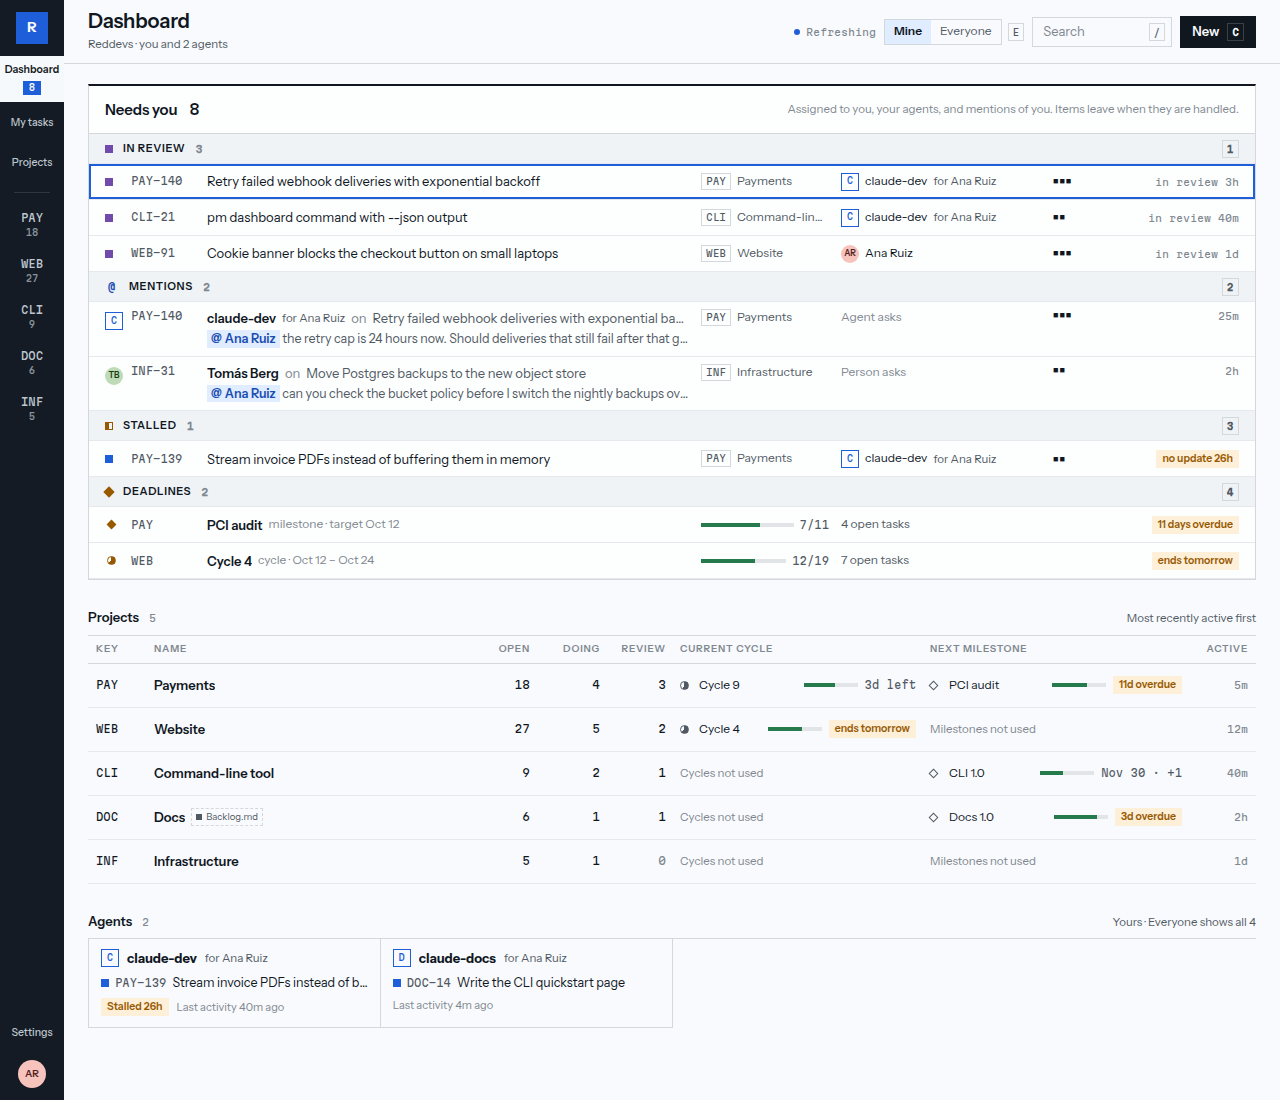 R
Dashboard
8
My tasks
Projects
PAY
18
WEB
27
CLI
9
DOC
6
INF
5
Settings
AR
Dashboard
Reddevs · you and 2 agents
Refreshing Mine Everyone E Search / New C
Needs you 8 Assigned to you, your agents, and mentions of you. Items leave when they are handled.
IN REVIEW 3 1
PAY-140 Retry failed webhook deliveries with exponential backoff PAY Payments C claude-dev for Ana Ruiz in review 3h
CLI-21 pm dashboard command with --json output CLI Command-lin... C claude-dev for Ana Ruiz in review 40m
WEB-91 Cookie banner blocks the checkout button on small laptops WEB Website AR Ana Ruiz in review 1d
@ MENTIONS 2 2
C PAY-140 claude-dev for Ana Ruiz on Retry failed webhook deliveries with exponential ba... PAY Payments Agent asks 25m
@ Ana Ruiz the retry cap is 24 hours now. Should deliveries that still fail after that g...
TB INF-31 Tomás Berg on Move Postgres backups to the new object store INF Infrastructure Person asks 2h
@ Ana Ruiz can you check the bucket policy before I switch the nightly backups ov...
STALLED 1 3
PAY-139 Stream invoice PDFs instead of buffering them in memory PAY Payments C claude-dev for Ana Ruiz no update 26h
DEADLINES 2 4
PAY PCI audit milestone · target Oct 12 7/11 4 open tasks 11 days overdue
WEB Cycle 4 cycle · Oct 12 – Oct 24 12/19 7 open tasks ends tomorrow
Projects 5 Most recently active first
KEY NAME OPEN DOING REVIEW CURRENT CYCLE NEXT MILESTONE ACTIVE
PAY Payments 18 4 3 Cycle 9 3d left PCI audit 11d overdue 5m
WEB Website 27 5 2 Cycle 4 ends tomorrow Milestones not used 12m
CLI Command-line tool 9 2 1 Cycles not used CLI 1.0 Nov 30 · +1 40m
DOC Docs Backlog.md 6 1 1 Cycles not used Docs 1.0 3d overdue 2h
INF Infrastructure 5 1 0 Cycles not used Milestones not used 1d
Agents 2 Yours · Everyone shows all 4
C claude-dev for Ana Ruiz
PAY-139 Stream invoice PDFs instead of b...
Stalled 26h Last activity 40m ago
D claude-docs for Ana Ruiz
DOC-14 Write the CLI quickstart page
Last activity 4m ago